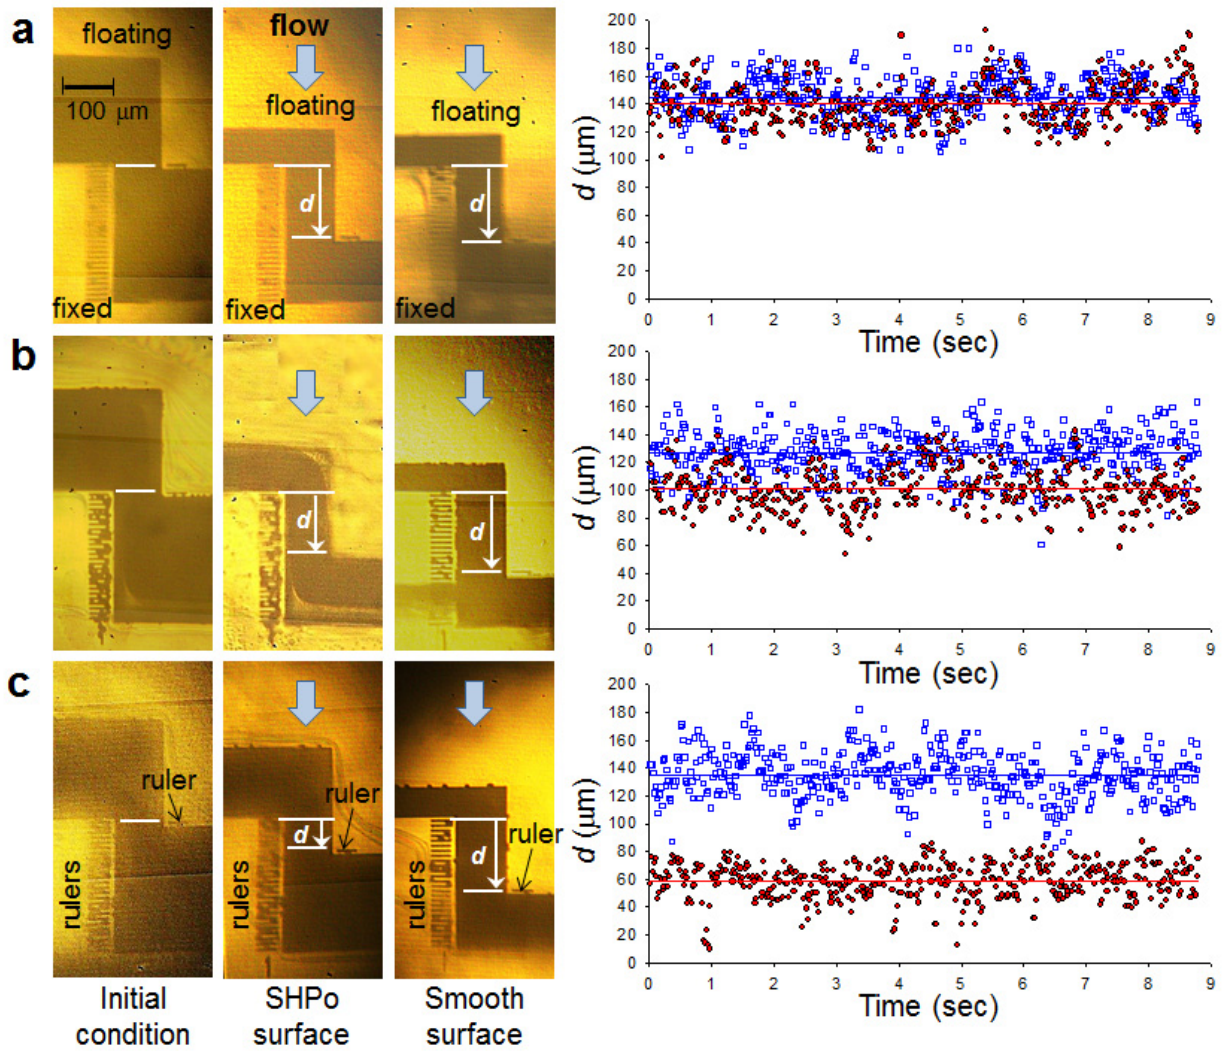 a
floating
100 μm
fixed
flow
floating
d
fixed
floating
d
fixed
d (μm)
200
180
160
140
120
100
80
60
40
20
0
0 1 2 3 4 5 6 7 8 9
Time (sec)
b
d
d
d (μm)
200
180
160
140
120
100
80
60
40
20
0
0 1 2 3 4 5 6 7 8 9
Time (sec)
c
ruler
rulers
d
ruler
rulers
d
ruler
rulers
d (μm)
200
180
160
140
120
100
80
60
40
20
0
0 1 2 3 4 5 6 7 8 9
Time (sec)
Initial
condition
SHPo
surface
Smooth
surface